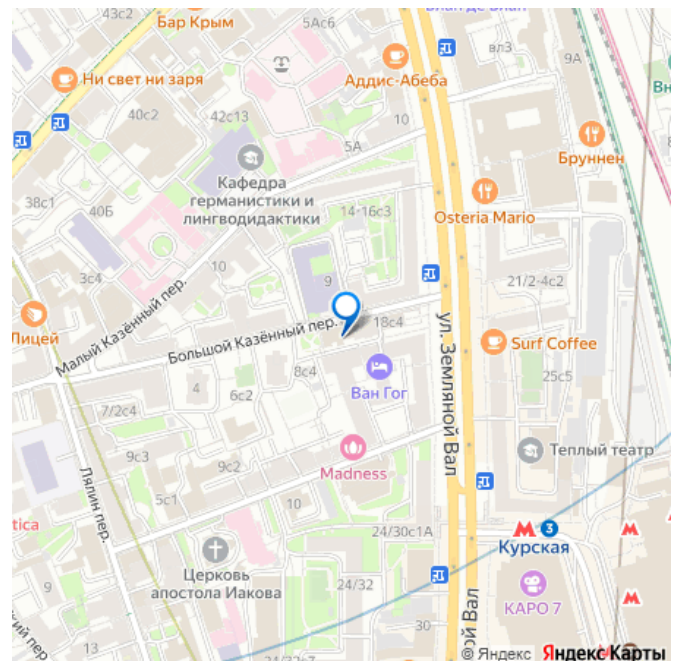 43с2
Бар Крым
5Ас6
вл3
9А
Аддис-Абеба
Ни свет ни заря
40с2
42с13
10
5А
Бруннен
38с1
40Б
Кафедра
германистики и
лингводидактики
14-16с3
Osteria Mario
10
9
3с4
21/2-4с2
Малый Казённый пер.
Лицей
Большой Казённый пер.
18с4
ул. Земляной Вал
Surf Coffee
8с4
Ван Гог
25с5
4
6с2
7/2с4
Теплый театр
9с3
9с2
Madness
Лялин пер.
5с1
10
24/30с1А
3
Курская
Церковь
апостола Иакова
9
24/32
КАРО 7
13
30
24/32с7
© Яндекс Яндекс Карты